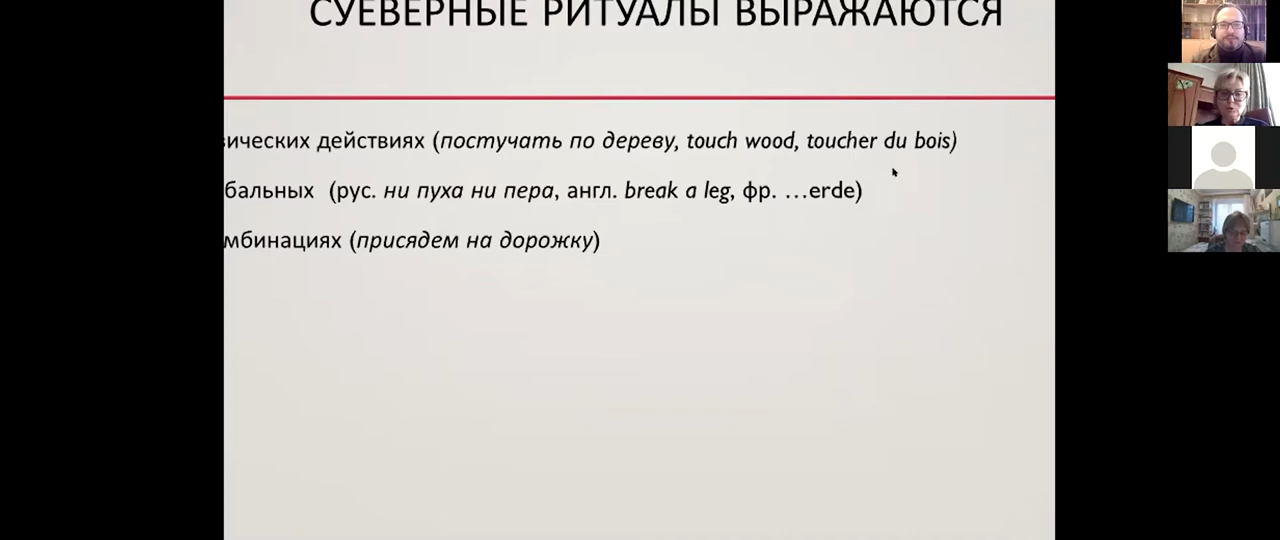 СУЕВЕРНЫЕ РИТУАЛЫ ВЫРАЖАЮТСЯ
ических действиях (постучать по дереву, touch wood, toucher du bois)
бальных (рус. ни пуха ни пера, англ. break a leg, фр. …erde)
мбинациях (присядем на дорожку)